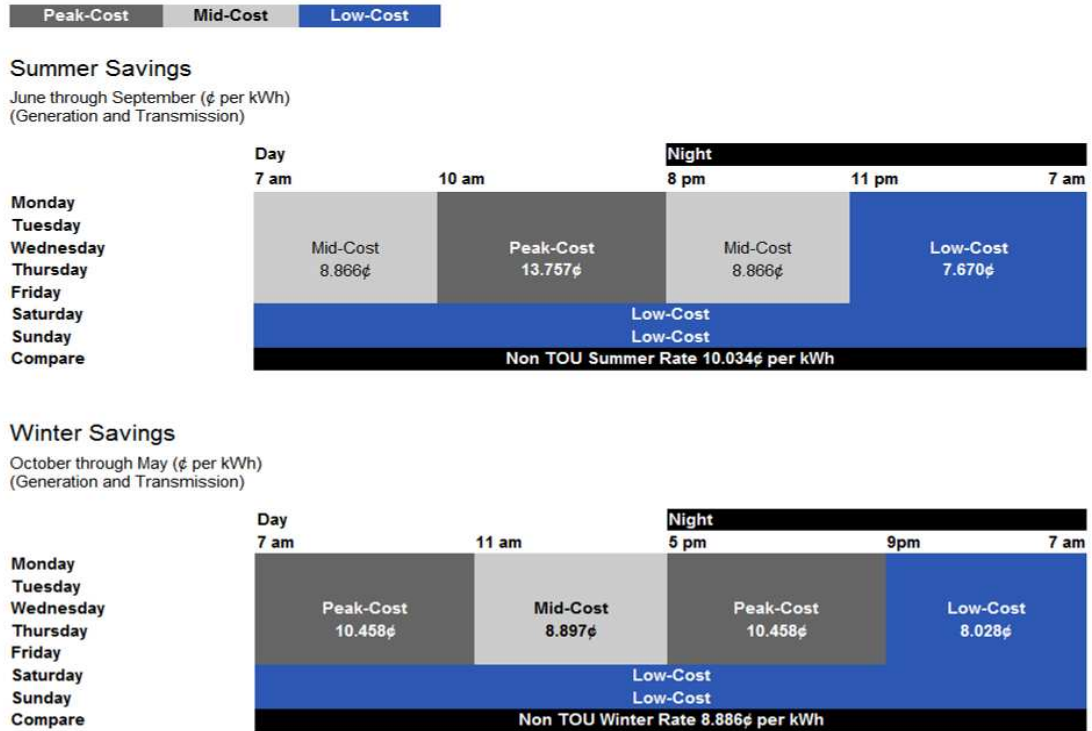 Peak-Cost Mid-Cost Low-Cost
Summer Savings
June through September (¢ per kWh)
(Generation and Transmission)
Day Night
7 am 10 am 8 pm 11 pm 7 am
Monday
Tuesday
Wednesday Mid-Cost Peak-Cost Mid-Cost Low-Cost
Thursday 8.866¢ 13.757¢ 8.866¢ 7.670¢
Friday
Saturday Low-Cost
Sunday Low-Cost
Compare Non TOU Summer Rate 10.034¢ per kWh
Winter Savings
October through May (¢ per kWh)
(Generation and Transmission)
Day Night
7 am 11 am 5 pm 9pm 7 am
Monday
Tuesday
Wednesday Peak-Cost Mid-Cost Peak-Cost Low-Cost
Thursday 10.458¢ 8.897¢ 10.458¢ 8.028¢
Friday
Saturday Low-Cost
Sunday Low-Cost
Compare Non TOU Winter Rate 8.886¢ per kWh